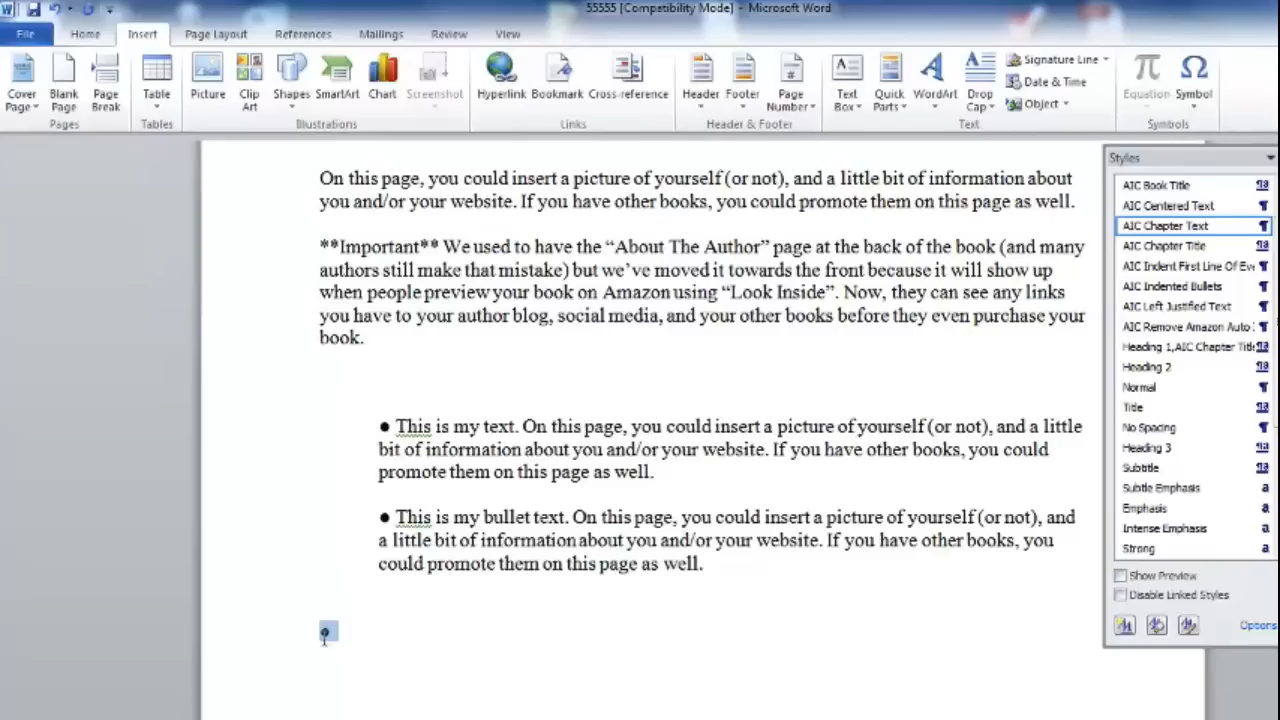 55555 [Compatibility Mode] - Microsoft Word
File Home Insert Page Layout References Mailings Review View
Cover Page Blank Page Page Break Table Picture Clip Art Shapes SmartArt Chart Screenshot Hyperlink Bookmark Cross-reference Header Footer Page Number Text Box Quick Parts WordArt Drop Cap Signature Line Date & Time Object Equation Symbol
Pages Tables Illustrations Links Header & Footer Text Symbols
On this page, you could insert a picture of yourself (or not), and a little bit of information about
you and/or your website. If you have other books, you could promote them on this page as well.
**Important** We used to have the “About The Author” page at the back of the book (and many
authors still make that mistake) but we’ve moved it towards the front because it will show up
when people preview your book on Amazon using “Look Inside”. Now, they can see any links
you have to your author blog, social media, and your other books before they even purchase your
book.
● This is my text. On this page, you could insert a picture of yourself (or not), and a little
bit of information about you and/or your website. If you have other books, you could
promote them on this page as well.
● This is my bullet text. On this page, you could insert a picture of yourself (or not), and
a little bit of information about you and/or your website. If you have other books, you
could promote them on this page as well.
●
Styles
AIC Book Title
AIC Centered Text
AIC Chapter Text
AIC Chapter Title
AIC Indent First Line Of Eve
AIC Indented Bullets
AIC Left Justified Text
AIC Remove Amazon Auto
Heading 1,AIC Chapter Title
Heading 2
Normal
Title
No Spacing
Heading 3
Subtitle
Subtle Emphasis
Emphasis
Intense Emphasis
Strong
Show Preview
Disable Linked Styles
Options